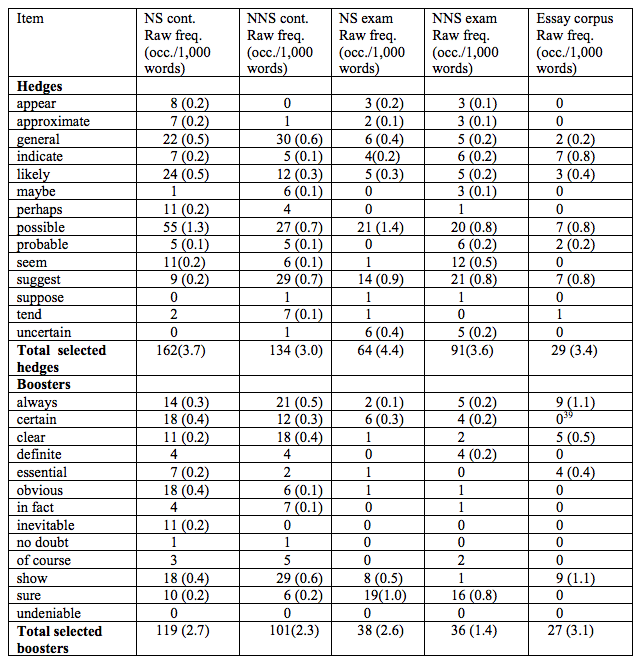 Item NS cont. NNS cont. NS exam NNS exam Essay corpus
Raw freq. Raw freq. Raw freq. Raw freq. Raw freq.
(occ./1,000 (occ./1,000 (occ./1,000 (occ./1,000 (occ./1,000
words) words) words) words) words)
Hedges
appear 8 (0.2) 0 3 (0.2) 3 (0.1) 0
approximate 7 (0.2) 1 2 (0.1) 3 (0.1) 0
general 22 (0.5) 30 (0.6) 6 (0.4) 5 (0.2) 2 (0.2)
indicate 7 (0.2) 5 (0.1) 4(0.2) 6 (0.2) 7 (0.8)
likely 24 (0.5) 12 (0.3) 5 (0.3) 5 (0.2) 3 (0.4)
maybe 1 6 (0.1) 0 3 (0.1) 0
perhaps 11 (0.2) 4 0 1 0
possible 55 (1.3) 27 (0.7) 21 (1.4) 20 (0.8) 7 (0.8)
probable 5 (0.1) 5 (0.1) 0 6 (0.2) 2 (0.2)
seem 11(0.2) 6 (0.1) 1 12 (0.5) 0
suggest 9 (0.2) 29 (0.7) 14 (0.9) 21 (0.8) 7 (0.8)
suppose 0 1 1 1 0
tend 2 7 (0.1) 1 0 1
uncertain 0 1 6 (0.4) 5 (0.2) 0
Total selected 162(3.7) 134 (3.0) 64 (4.4) 91(3.6) 29 (3.4)
hedges
Boosters
always 14 (0.3) 21 (0.5) 2 (0.1) 5 (0.2) 9 (1.1)
certain 18 (0.4) 12 (0.3) 6 (0.3) 4 (0.2) 0³⁹
clear 11 (0.2) 18 (0.4) 1 2 5 (0.5)
definite 4 4 0 4 (0.2) 0
essential 7 (0.2) 2 1 0 4 (0.4)
obvious 18 (0.4) 6 (0.1) 1 1 0
in fact 4 7 (0.1) 0 1 0
inevitable 11 (0.2) 0 0 0 0
no doubt 1 1 0 0 0
of course 3 5 0 2 0
show 18 (0.4) 29 (0.6) 8 (0.5) 1 9 (1.1)
sure 10 (0.2) 6 (0.2) 19(1.0) 16 (0.8) 0
undeniable 0 0 0 0 0
Total selected 119 (2.7) 101(2.3) 38 (2.6) 36 (1.4) 27 (3.1)
boosters